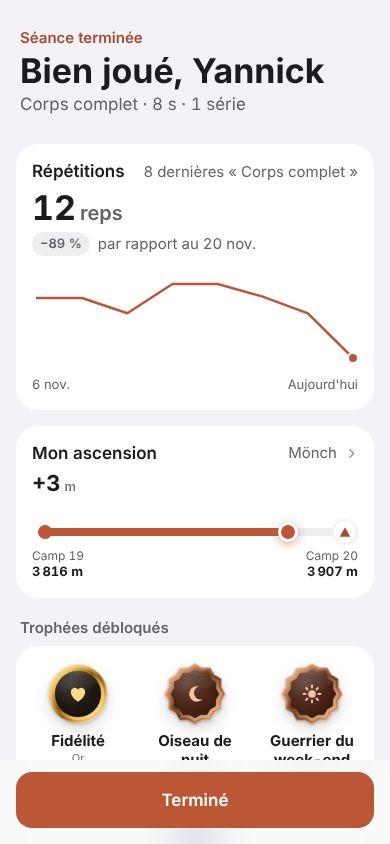 Séance terminée
Bien joué, Yannick
Corps complet · 8 s · 1 série
Répétitions 8 dernières « Corps complet »
12 reps
−89 % par rapport au 20 nov.
6 nov. Aujourd'hui
Mon ascension Mönch
+3 m
Camp 19 Camp 20
3 816 m 3 907 m
Trophées débloqués
Fidélité Oiseau de nuit Guerrier du week-end
Or
Terminé